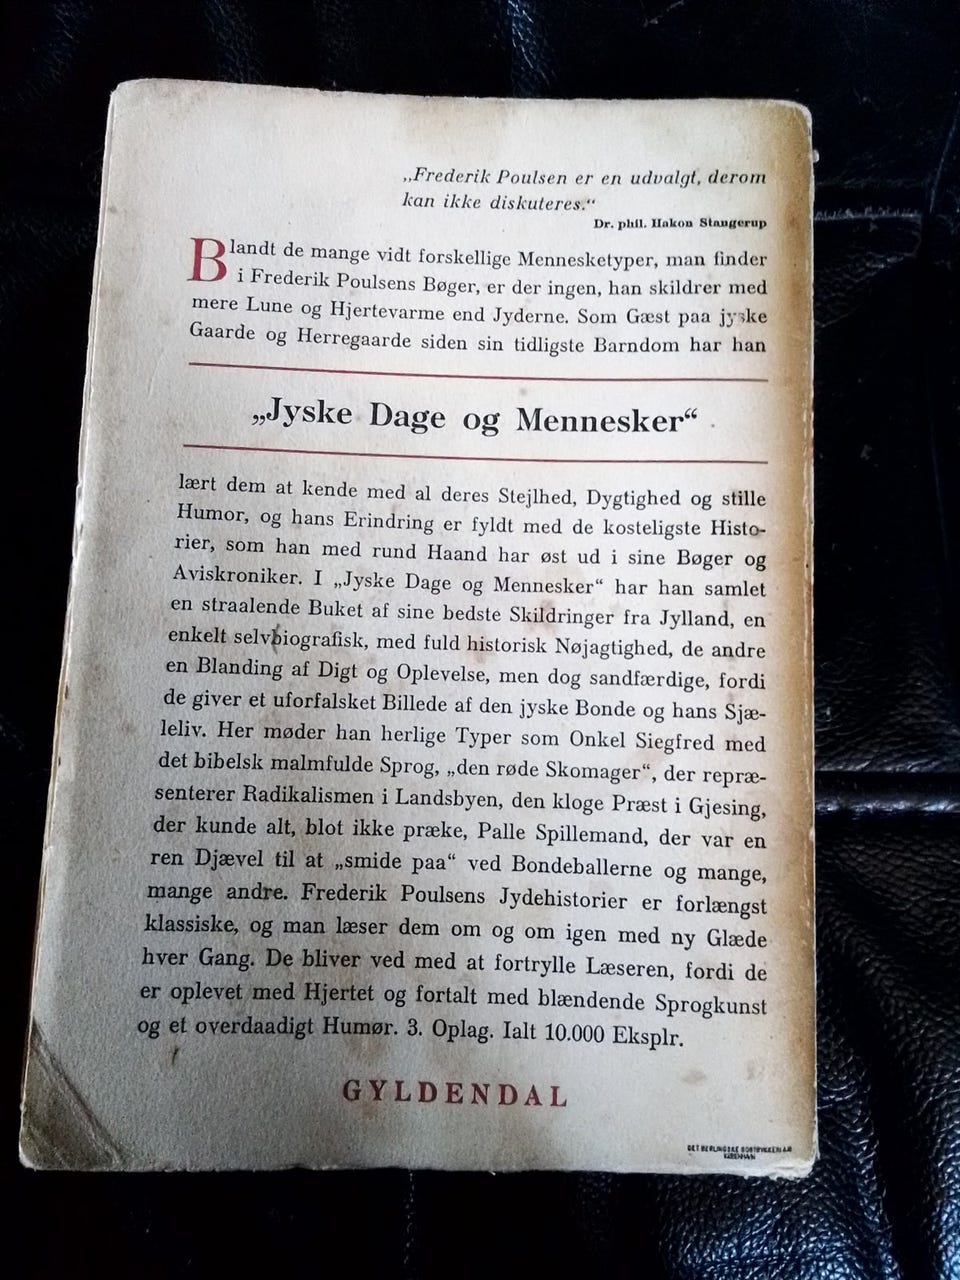 „Frederik Poulsen er en udvalgt, derom
kan ikke diskuteres.“
Dr. phil. Hakon Stangerup
Blandt de mange vidt forskellige Mennesketyper, man finder
i Frederik Poulsens Bøger, er der ingen, han skildrer med
mere Lune og Hjertevarme end Jyderne. Som Gæst paa jyske
Gaarde og Herregaarde siden sin tidligste Barndom har han
„Jyske Dage og Mennesker“
lært dem at kende med al deres Stejlhed, Dygtighed og stille
Humor, og hans Erindring er fyldt med de kosteligste Histo-
rier, som han med rund Haand har øst ud i sine Bøger og
Aviskroniker. I „Jyske Dage og Mennesker“ har han samlet
en straalende Buket af sine bedste Skildringer fra Jylland, en
enkelt selvbiografisk, med fuld historisk Nøjagtighed, de andre
en Blanding af Digt og Oplevelse, men dog sandfærdige, fordi
de giver et uforfalsket Billede af den jyske Bonde og hans Sjæ-
leliv. Her møder han herlige Typer som Onkel Siegfred med
det bibelsk malmfulde Sprog, „den røde Skomager“, der repræ-
senterer Radikalismen i Landsbyen, den kloge Præst i Gjesing,
der kunde alt, blot ikke præke, Palle Spillemand, der var en
ren Djævel til at „smide paa“ ved Bondeballerne og mange,
mange andre. Frederik Poulsens Jydehistorier er forlængst
klassiske, og man læser dem om og om igen med ny Glæde
hver Gang. De bliver ved med at fortrylle Læseren, fordi de
er oplevet med Hjertet og fortalt med blændende Sprogkunst
og et overdaadigt Humør. 3. Oplag. Ialt 10.000 Eksplr.
GYLDENDAL
DET BERLINGSKE BOGTRYKKERI A/S
KØBENHAVN